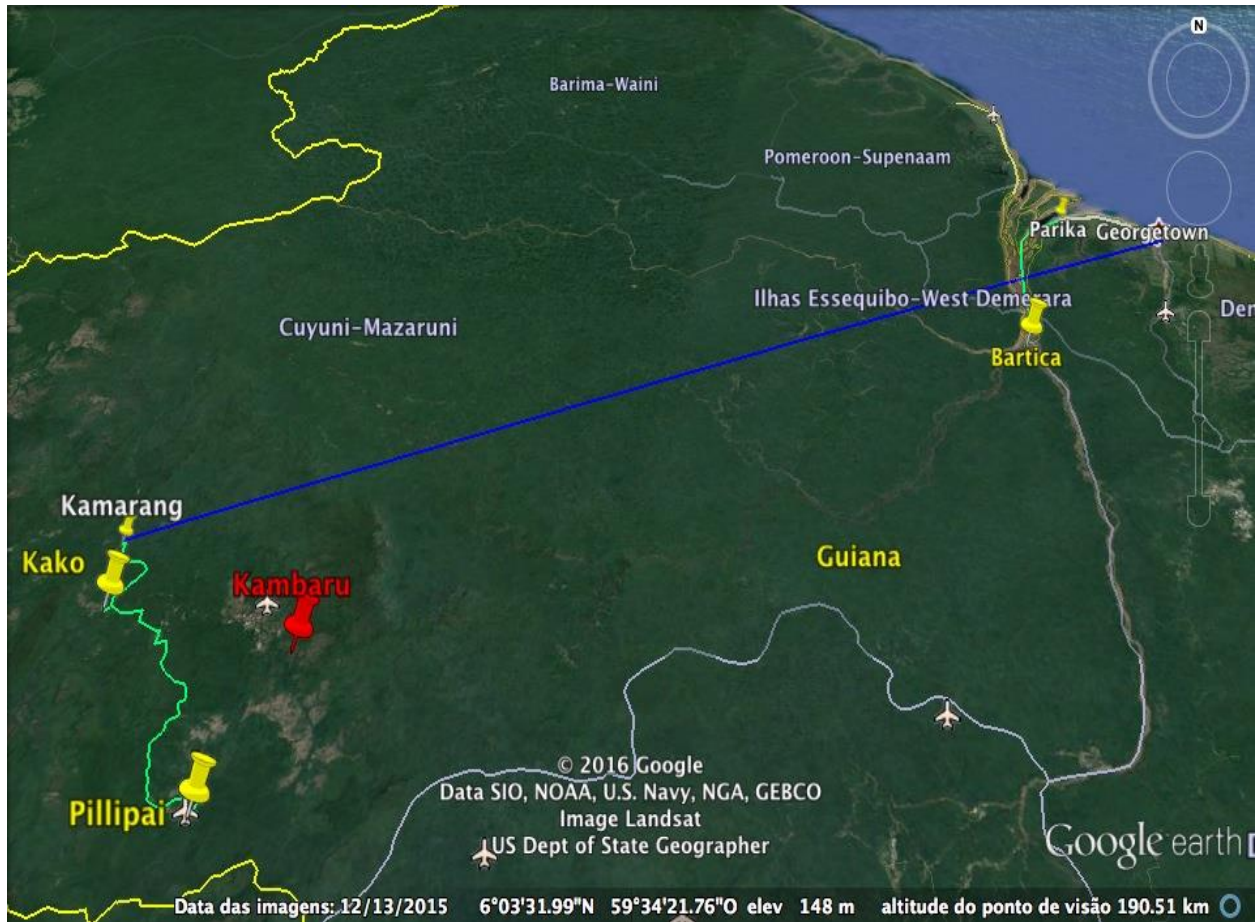 N
Barima-Waini
Pomeroon-Supenaam
Parika
Georgetown
Ilhas Essequibo-West Demerara
Den
Cuyuni-Mazaruni
Bartica
Kamarang
Kako
Guiana
Kambaru
Pillipai
© 2016 Google
Data SIO, NOAA, U.S. Navy, NGA, GEBCO
Image Landsat
US Dept of State Geographer
Google earth
Data das imagens: 12/13/2015 6°03'31.99"N 59°34'21.76"O elev 148 m altitude do ponto de visão 190.51 km